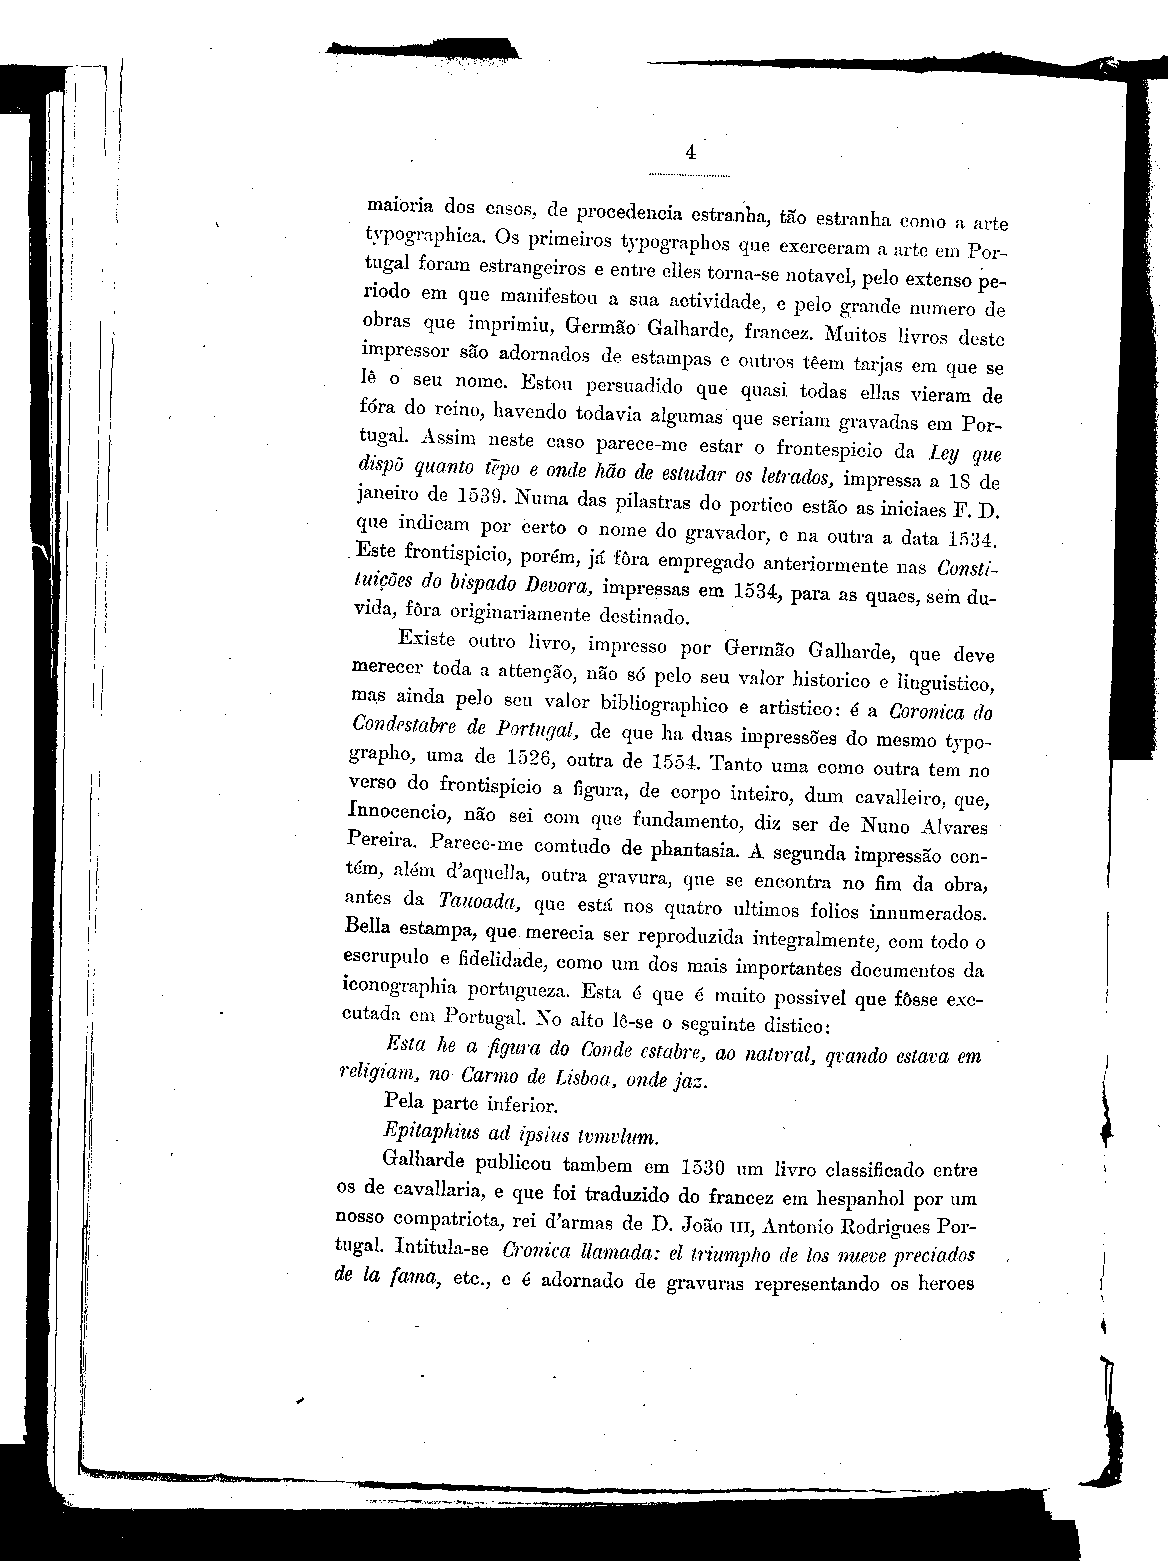 4
maioria dos casos, de procedencia estranha, tão estranha como a arte
typographica. Os primeiros typographos que exerceram a arte em Por-
tugal foram estrangeiros e entre elles torna-se notavel, pelo extenso pe-
riodo em que manifestou a sua actividade, e pelo grande numero de
obras que imprimiu, Germão Galharde, francez. Muitos livros deste
impressor são adornados de estampas e outros têem tarjas em que se
lê o seu nome. Estou persuadido que quasi todas ellas vieram de
fóra do reino, havendo todavia algumas que seriam gravadas em Por-
tugal. Assim neste caso parece-me estar o frontespicio da Ley que
dispõ quanto tẽpo e onde hão de estudar os letrados, impressa a 18 de
janeiro de 1539. Numa das pilastras do portico estão as iniciaes F. D.
que indicam por certo o nome do gravador, e na outra a data 1534.
Este frontispicio, porém, já fôra empregado anteriormente nas Consti-
tuições do bispado Devora, impressas em 1534, para as quaes, sem du-
vida, fôra originariamente destinado.
Existe outro livro, impresso por Germão Galharde, que deve
merecer toda a attenção, não só pelo seu valor historico e linguistico,
mas ainda pelo seu valor bibliographico e artistico: é a Coronica do
Condestabre de Portugal, de que ha duas impressões do mesmo typo-
grapho, uma de 1526, outra de 1554. Tanto uma como outra tem no
verso do frontispicio a figura, de corpo inteiro, dum cavalleiro, que,
Innocencio, não sei com que fundamento, diz ser de Nuno Alvares
Pereira. Parece-me comtudo de phantasia. A segunda impressão con-
tém, além d'aquella, outra gravura, que se encontra no fim da obra,
antes da Tauoada, que está nos quatro ultimos folios innumerados.
Bella estampa, que merecia ser reproduzida integralmente, com todo o
escrupulo e fidelidade, como um dos mais importantes documentos da
iconographia portugueza. Esta é que é muito possivel que fôsse exe-
cutada em Portugal. No alto lê-se o seguinte distico:
Esta he a figura do Conde estabre, ao natvral, qvando estava em
religiam, no Carmo de Lisboa, onde jaz.
Pela parte inferior.
Epitaphius ad ipsius tvmvlum.
Galharde publicou tambem em 1530 um livro classificado entre
os de cavallaria, e que foi traduzido do francez em hespanhol por um
nosso compatriota, rei d'armas de D. João III, Antonio Rodrigues Por-
tugal. Intitula-se Cronica llamada: el triumpho de los nueve preciados
de la fama, etc., e é adornado de gravuras representando os heroes